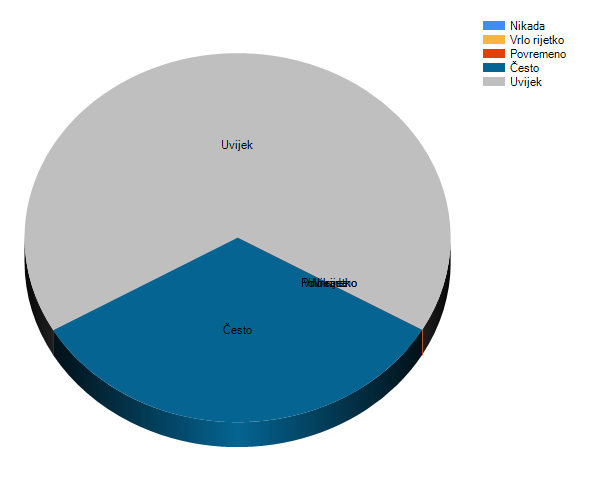 Nikada
Vrlo rijetko
Povremeno
Često
Uvijek
Uvijek
Često